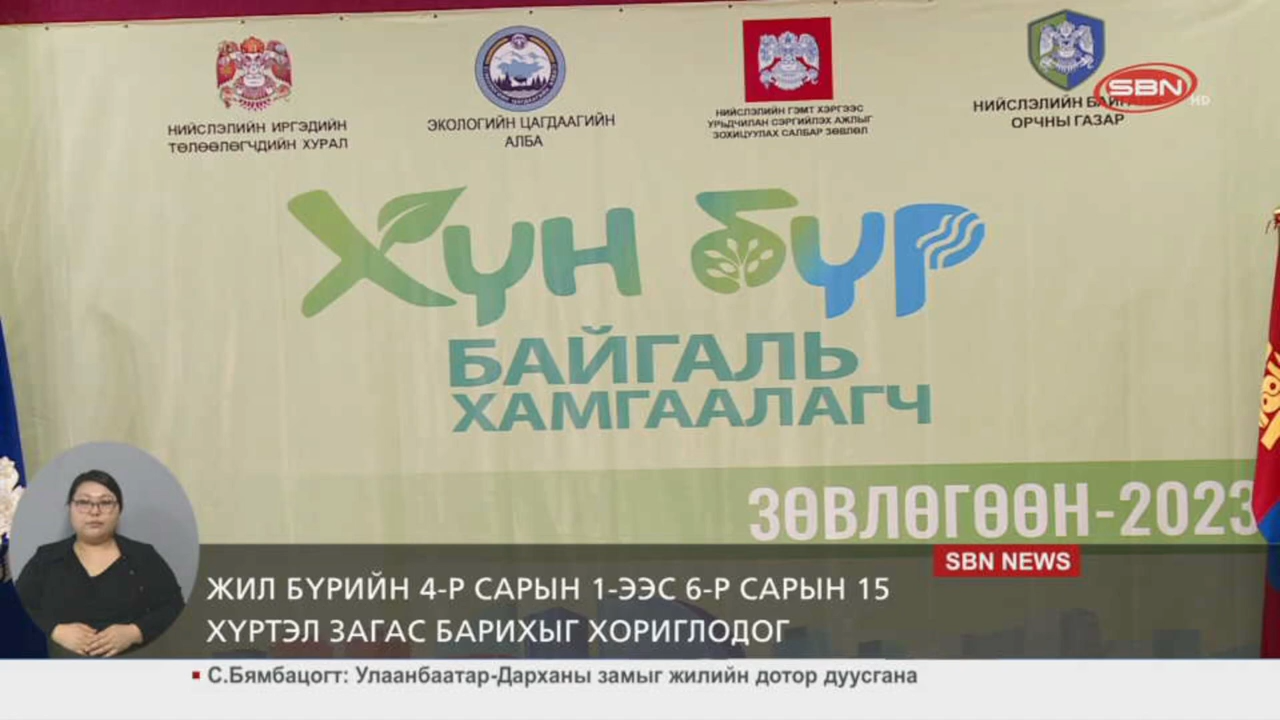 НИЙСЛЭЛИЙН ИРГЭДИЙН
ТӨЛӨӨЛӨГЧДИЙН ХУРАЛ
ЭКОЛОГИЙН ЦАГДААГИЙН
АЛБА
НИЙСЛЭЛИЙН ГЭМТ ХЭРГЭЭС
УРЬДЧИЛАН СЭРГИЙЛЭХ АЖЛЫГ
ЗОХИЦУУЛАХ САЛБАР ЗӨВЛӨЛ
НИЙСЛЭЛИЙН
ОРЧНЫ ГАЗАР
SBN HD
ХҮН БҮР
БАЙГАЛЬ
ХАМГААЛАГЧ
ЗӨВЛӨГӨӨН-2023
SBN NEWS
ЖИЛ БҮРИЙН 4-Р САРЫН 1-ЭЭС 6-Р САРЫН 15
ХҮРТЭЛ ЗАГАС БАРИХЫГ ХОРИГЛОДОГ
С.Бямбацогт: Улаанбаатар-Дарханы замыг жилийн дотор дуусгана